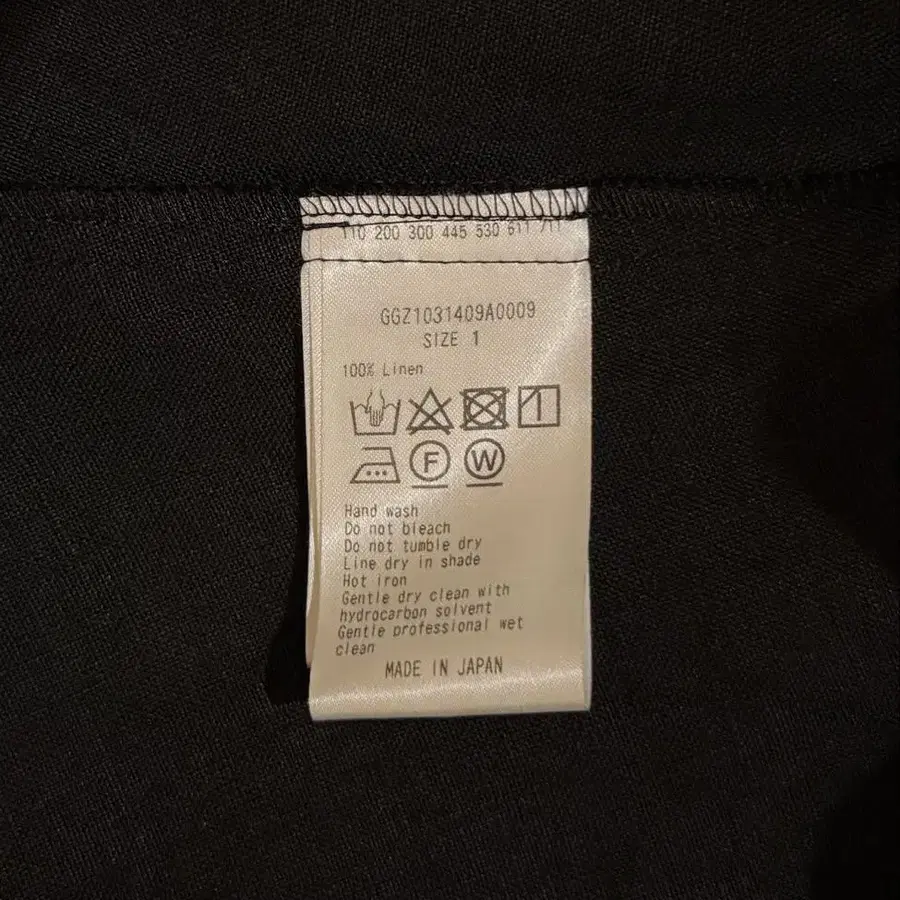 110 200 300 445 530 611 711
GGZ1031409A0009
SIZE 1
100% Linen
F W
Hand wash
Do not bleach
Do not tumble dry
Line dry in shade
Hot iron
Gentle dry clean with
hydrocarbon solvent
Gentle professional wet
clean
MADE IN JAPAN